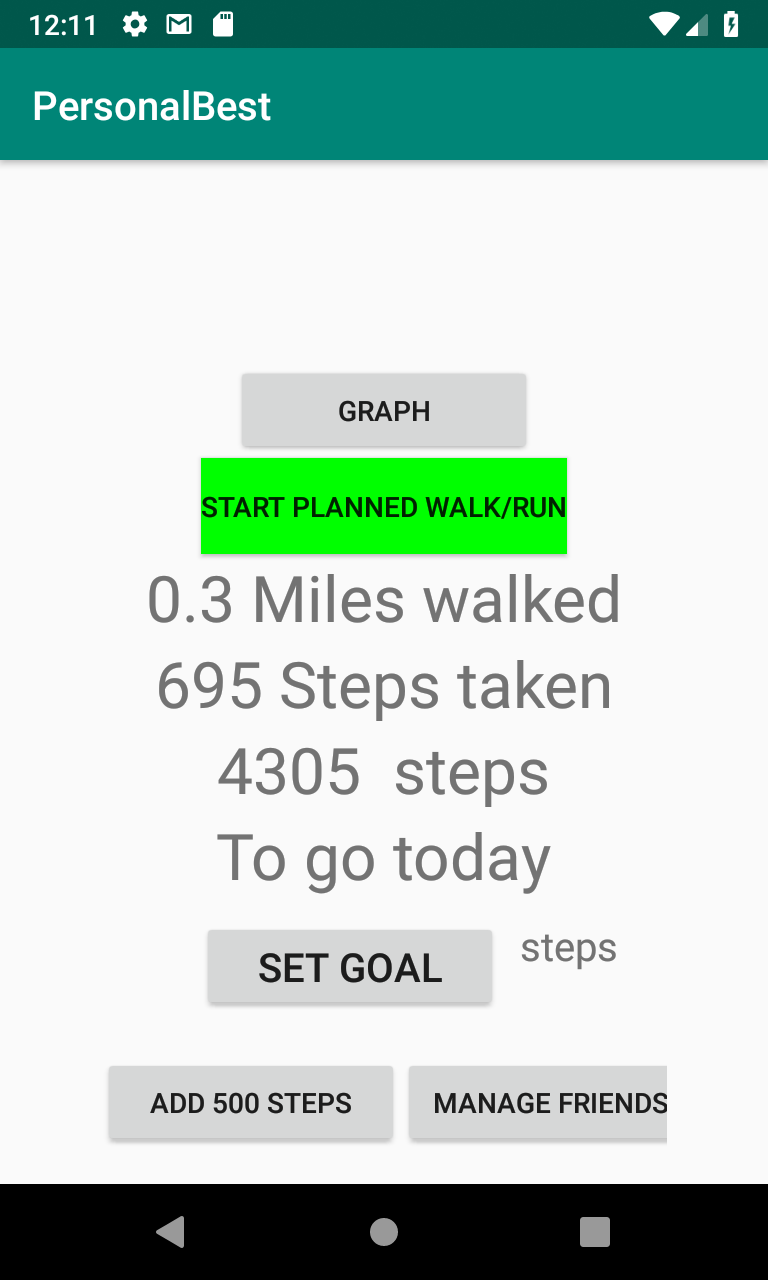 12:11
PersonalBest
GRAPH
START PLANNED WALK/RUN
0.3 Miles walked
695 Steps taken
4305  steps
To go today
SET GOAL steps
ADD 500 STEPS MANAGE FRIENDS